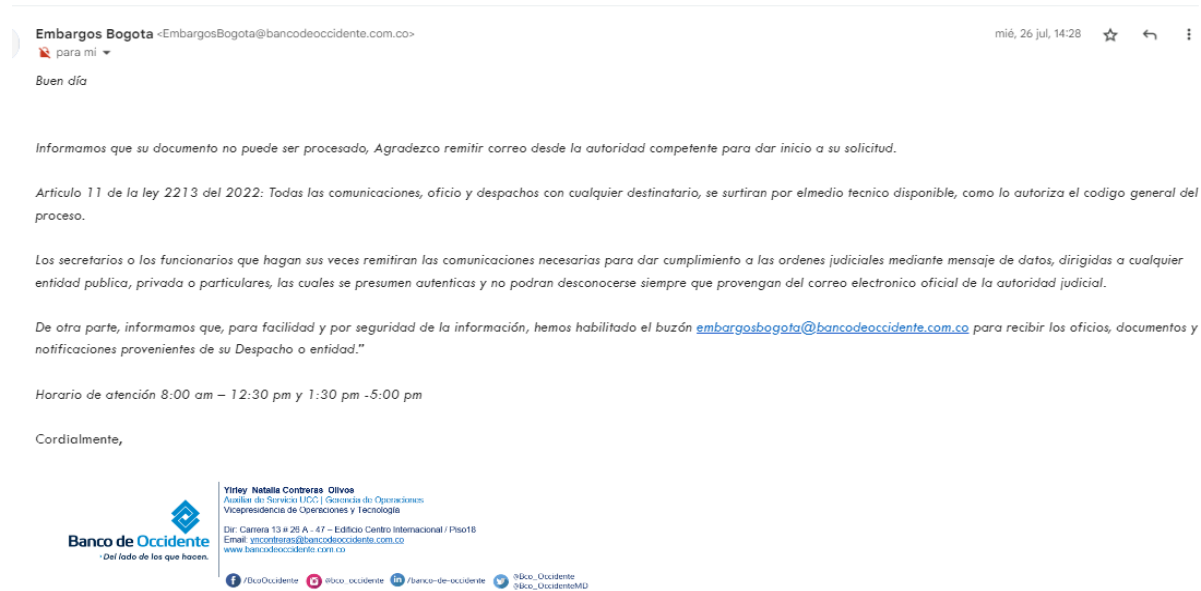 Embargos Bogota <EmbargosBogota@bancodeoccidente.com.co>
mié, 26 jul, 14:28
para mí
Buen día
Informamos que su documento no puede ser procesado, Agradezco remitir correo desde la autoridad competente para dar inicio a su solicitud.
Articulo 11 de la ley 2213 del 2022: Todas las comunicaciones, oficio y despachos con cualquier destinatario, se surtiran por elmedio tecnico disponible, como lo autoriza el codigo general del
proceso.
Los secretarios o los funcionarios que hagan sus veces remitiran las comunicaciones necesarias para dar cumplimiento a las ordenes judiciales mediante mensaje de datos, dirigidas a cualquier
entidad publica, privada o particulares, las cuales se presumen autenticas y no podran desconocerse siempre que provengan del correo electronico oficial de la autoridad judicial.
De otra parte, informamos que, para facilidad y por seguridad de la información, hemos habilitado el buzón embargosbogota@bancodeoccidente.com.co para recibir los oficios, documentos y
notificaciones provenientes de su Despacho o entidad."
Horario de atención 8:00 am – 12:30 pm y 1:30 pm -5:00 pm
Cordialmente,
Banco de Occidente
Del lado de los que hacen.
Yirley Natalia Contreras Olivos
Auxiliar de Servicio UCC | Gerencia de Operaciones
Vicepresidencia de Operaciones y Tecnología
Dir: Carrera 13 # 26 A - 47 – Edificio Centro Internacional / Piso18
Email: yncontreras@bancodeoccidente.com.co
www.bancodeoccidente.com.co
/BcoOccidente @bco_occidente /banco-de-occidente @Bco_Occidente
@Bco_OccidenteMD